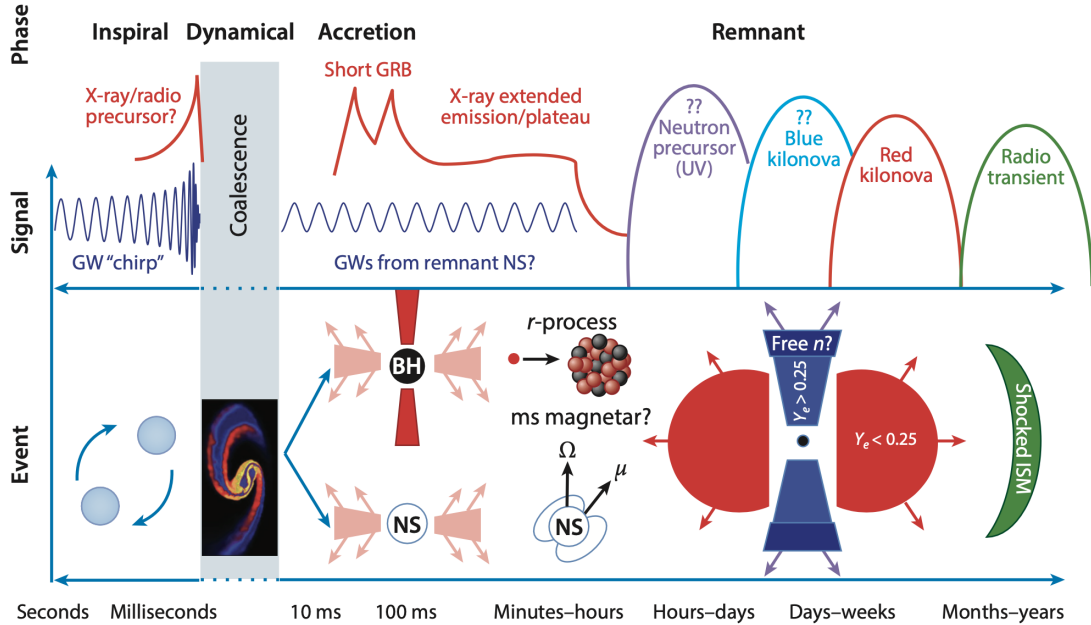 Phase
Inspiral
Dynamical
Accretion
Remnant
Signal
X-ray/radio
precursor?
GW “chirp”
Coalescence
Short GRB
X-ray extended
emission/plateau
GWs from remnant NS?
??
Neutron
precursor
(UV)
??
Blue
kilonova
Red
kilonova
Radio
transient
Event
BH
NS
r-process
ms magnetar?
Ω
μ
NS
Free n?
Yₑ > 0.25
Yₑ < 0.25
Shocked ISM
Seconds
Milliseconds
10 ms
100 ms
Minutes–hours
Hours–days
Days–weeks
Months–years